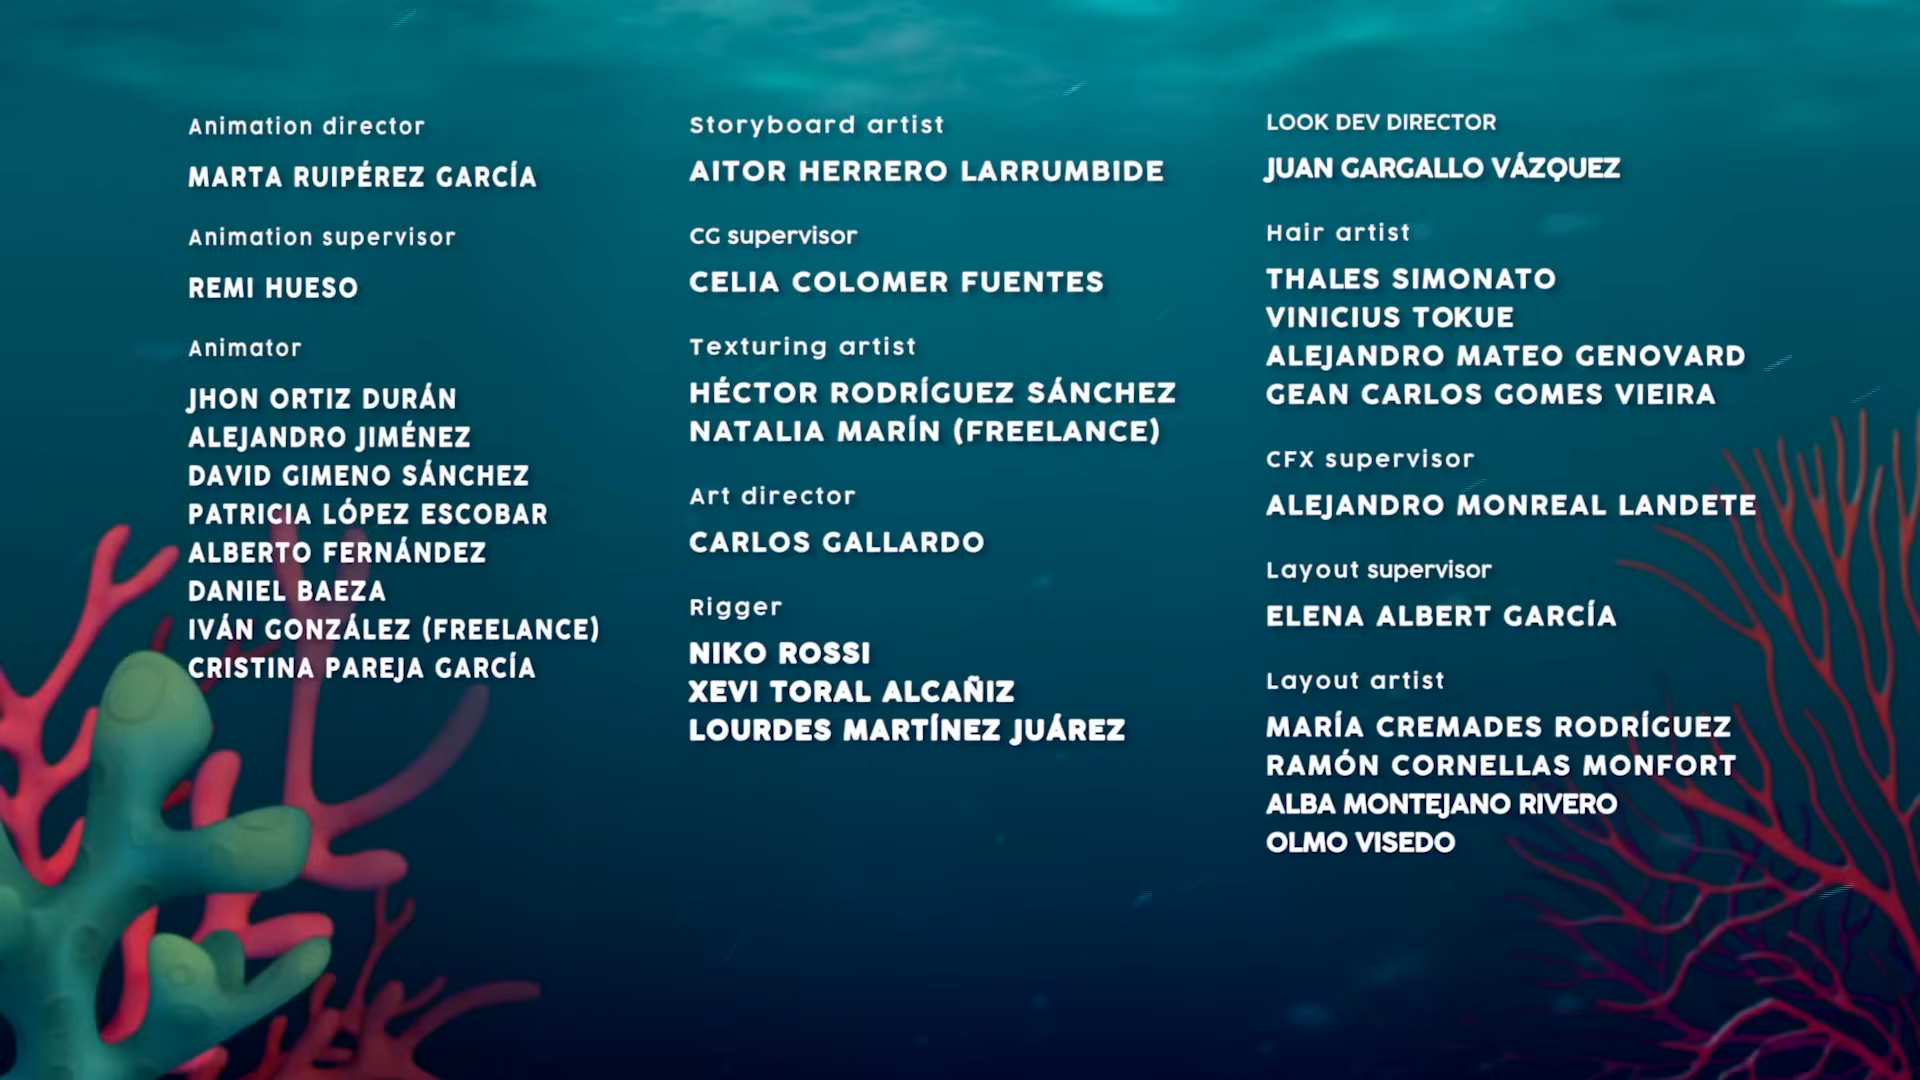 Animation director
MARTA RUIPÉREZ GARCÍA
Animation supervisor
REMI HUESO
Animator
JHON ORTIZ DURÁN
ALEJANDRO JIMÉNEZ
DAVID GIMENO SÁNCHEZ
PATRICIA LÓPEZ ESCOBAR
ALBERTO FERNÁNDEZ
DANIEL BAEZA
IVÁN GONZÁLEZ (FREELANCE)
CRISTINA PAREJA GARCÍA
Storyboard artist
AITOR HERRERO LARRUMBIDE
CG supervisor
CELIA COLOMER FUENTES
Texturing artist
HÉCTOR RODRÍGUEZ SÁNCHEZ
NATALIA MARÍN (FREELANCE)
Art director
CARLOS GALLARDO
Rigger
NIKO ROSSI
XEVI TORAL ALCAÑIZ
LOURDES MARTÍNEZ JUÁREZ
LOOK DEV DIRECTOR
JUAN GARGALLO VÁZQUEZ
Hair artist
THALES SIMONATO
VINICIUS TOKUE
ALEJANDRO MATEO GENOVARD
GEAN CARLOS GOMES VIEIRA
CFX supervisor
ALEJANDRO MONREAL LANDETE
Layout supervisor
ELENA ALBERT GARCÍA
Layout artist
MARÍA CREMADES RODRÍGUEZ
RAMÓN CORNELLAS MONFORT
ALBA MONTEJANO RIVERO
OLMO VISEDO